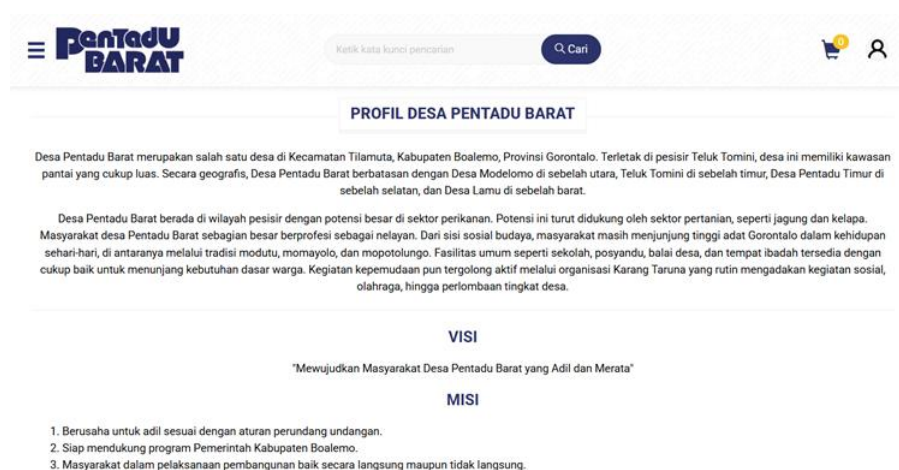 PenTadU
BARAT
Ketik kata kunci pencarian
Cari
0
PROFIL DESA PENTADU BARAT
Desa Pentadu Barat merupakan salah satu desa di Kecamatan Tilamuta, Kabupaten Boalemo, Provinsi Gorontalo. Terletak di pesisir Teluk Tomini, desa ini memiliki kawasan
pantai yang cukup luas. Secara geografis, Desa Pentadu Barat berbatasan dengan Desa Modelomo di sebelah utara, Teluk Tomini di sebelah timur, Desa Pentadu Timur di
sebelah selatan, dan Desa Lamu di sebelah barat.
Desa Pentadu Barat berada di wilayah pesisir dengan potensi besar di sektor perikanan. Potensi ini turut didukung oleh sektor pertanian, seperti jagung dan kelapa.
Masyarakat desa Pentadu Barat sebagian besar berprofesi sebagai nelayan. Dari sisi sosial budaya, masyarakat masih menjunjung tinggi adat Gorontalo dalam kehidupan
sehari-hari, di antaranya melalui tradisi modutu, momayolo, dan mopotolungo. Fasilitas umum seperti sekolah, posyandu, balai desa, dan tempat ibadah tersedia dengan
cukup baik untuk menunjang kebutuhan dasar warga. Kegiatan kepemudaan pun tergolong aktif melalui organisasi Karang Taruna yang rutin mengadakan kegiatan sosial,
olahraga, hingga perlombaan tingkat desa.
VISI
"Mewujudkan Masyarakat Desa Pentadu Barat yang Adil dan Merata"
MISI
1. Berusaha untuk adil sesuai dengan aturan perundang undangan.
2. Siap mendukung program Pemerintah Kabupaten Boalemo.
3. Masyarakat dalam pelaksanaan pembangunan baik secara langsung maupun tidak langsung.